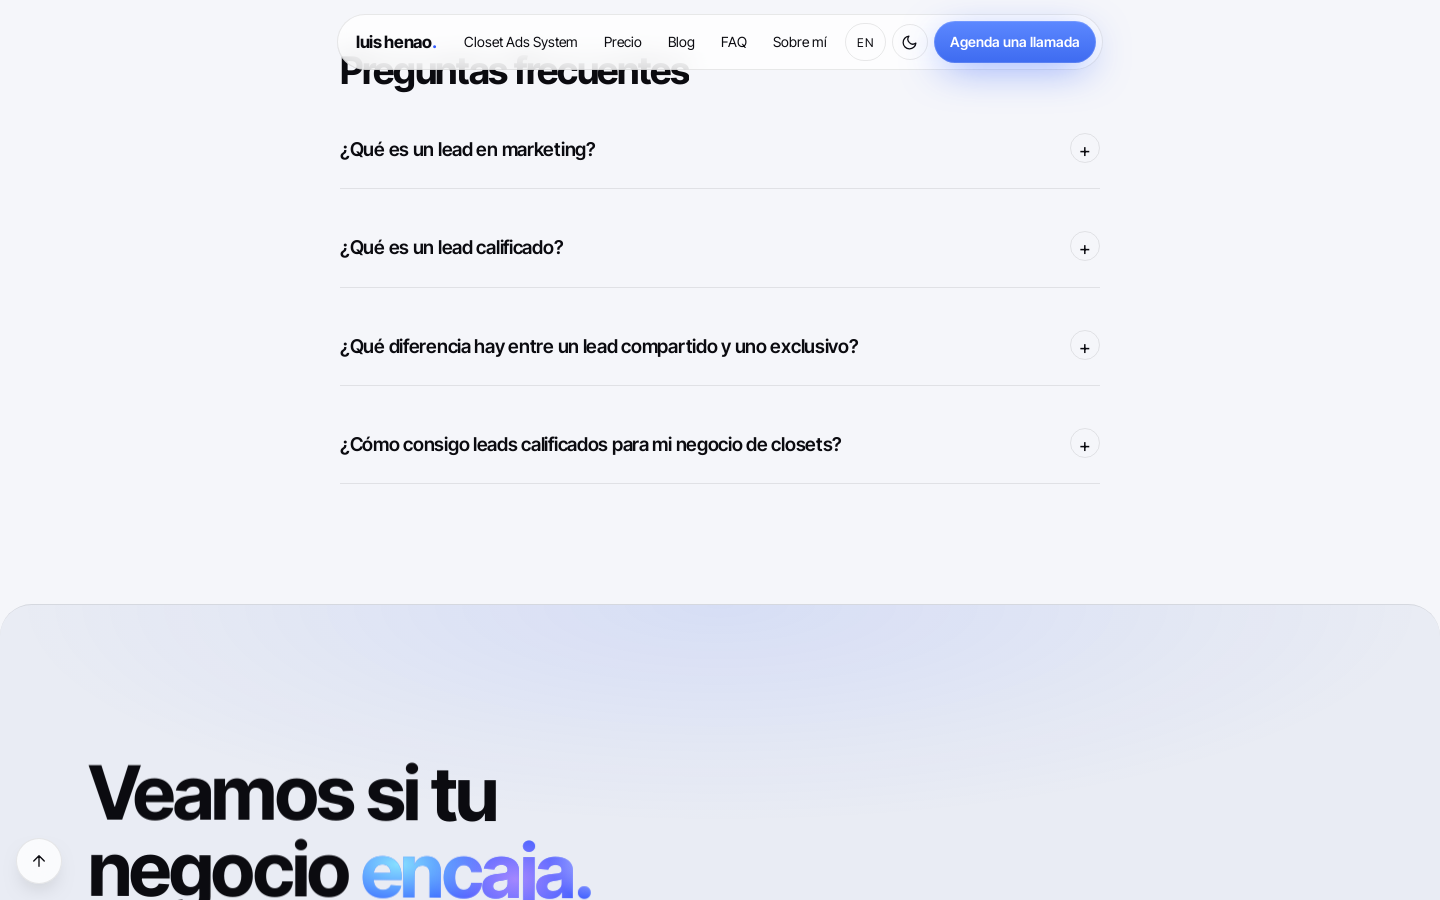 luis henao. Closet Ads System Precio Blog FAQ Sobre mí EN Agenda una llamada
Preguntas frecuentes
¿Qué es un lead en marketing? +
¿Qué es un lead calificado? +
¿Qué diferencia hay entre un lead compartido y uno exclusivo? +
¿Cómo consigo leads calificados para mi negocio de closets? +
Veamos si tu
negocio encaja.